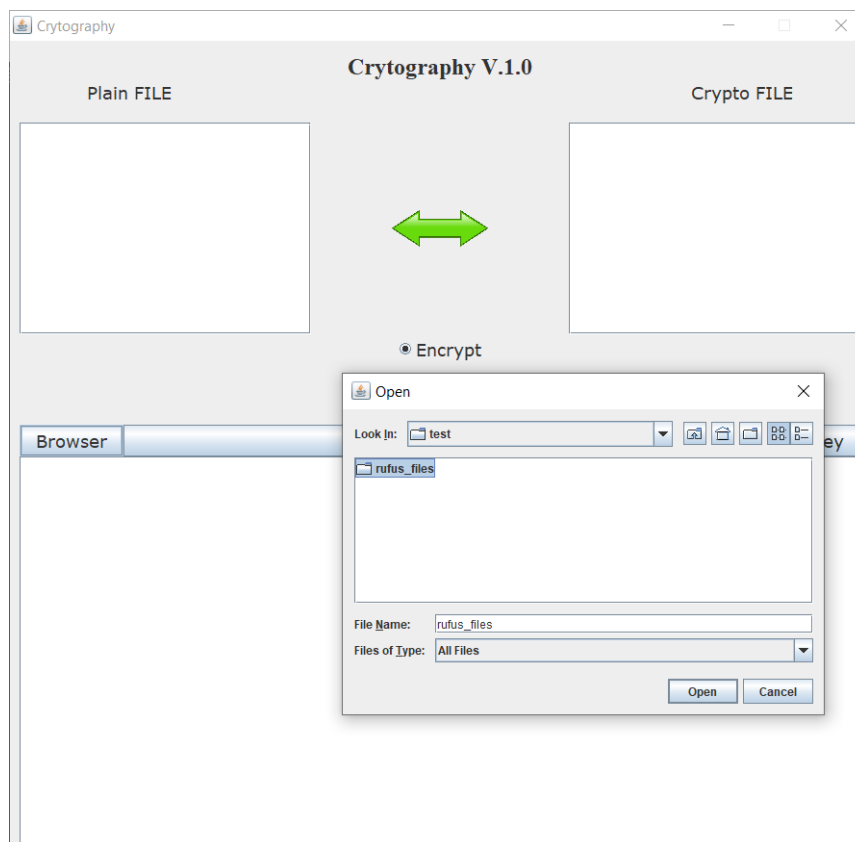 Crytography
Crytography V.1.0
Plain FILE
Crypto FILE
Encrypt
Open
Look In: test
Browser
ey
rufus_files
File Name: rufus_files
Files of Type: All Files
Open Cancel